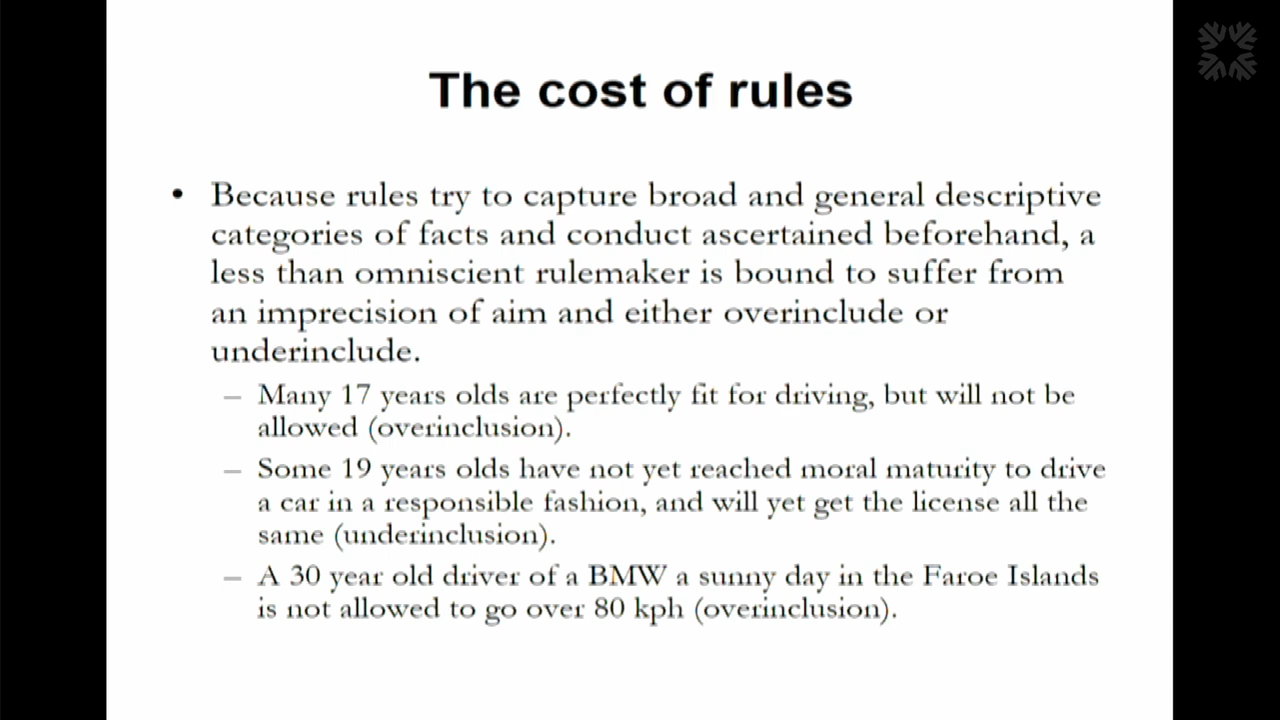 The cost of rules
• Because rules try to capture broad and general descriptive
categories of facts and conduct ascertained beforehand, a
less than omniscient rulemaker is bound to suffer from
an imprecision of aim and either overinclude or
underinclude.
– Many 17 years olds are perfectly fit for driving, but will not be
allowed (overinclusion).
– Some 19 years olds have not yet reached moral maturity to drive
a car in a responsible fashion, and will yet get the license all the
same (underinclusion).
– A 30 year old driver of a BMW a sunny day in the Faroe Islands
is not allowed to go over 80 kph (overinclusion).